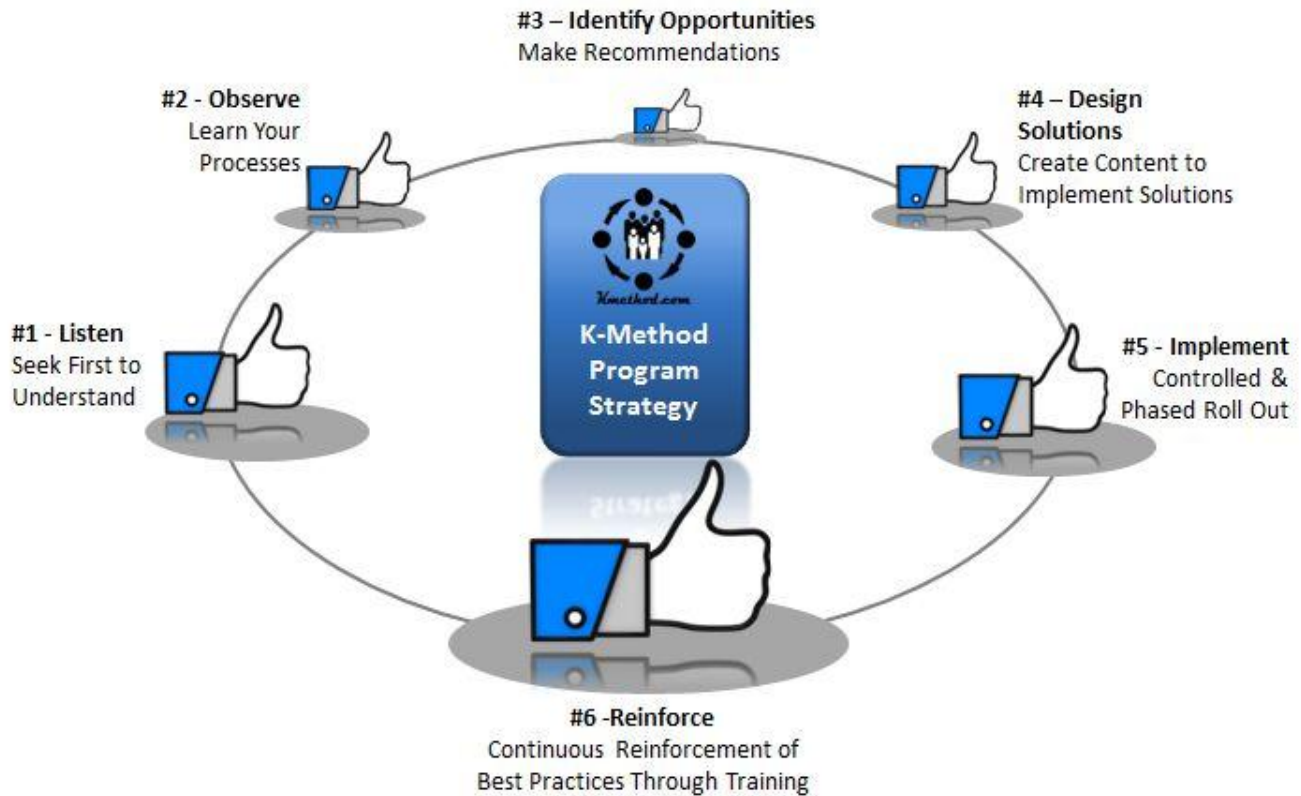 #3 – Identify Opportunities
Make Recommendations
#2 - Observe
Learn Your
Processes
#4 – Design
Solutions
Create Content to
Implement Solutions
#1 - Listen
Seek First to
Understand
Kmethod.com
K-Method
Program
Strategy
#5 - Implement
Controlled &
Phased Roll Out
#6 -Reinforce
Continuous Reinforcement of
Best Practices Through Training